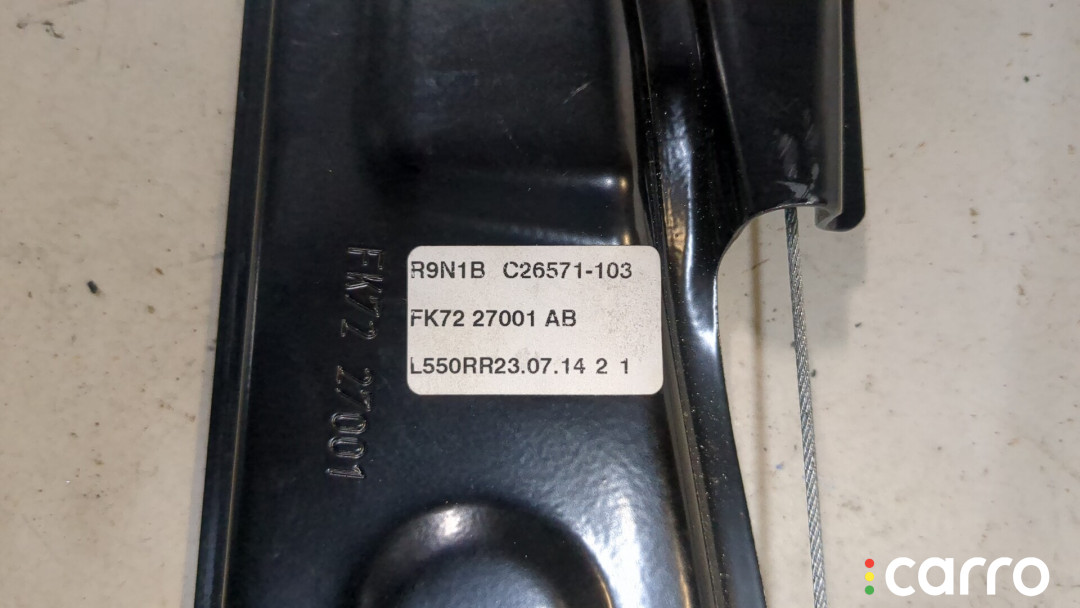 R9N1B C26571-103
FK72 27001 AB
L550RR23.07.14 2 1
FK72 27001
carro